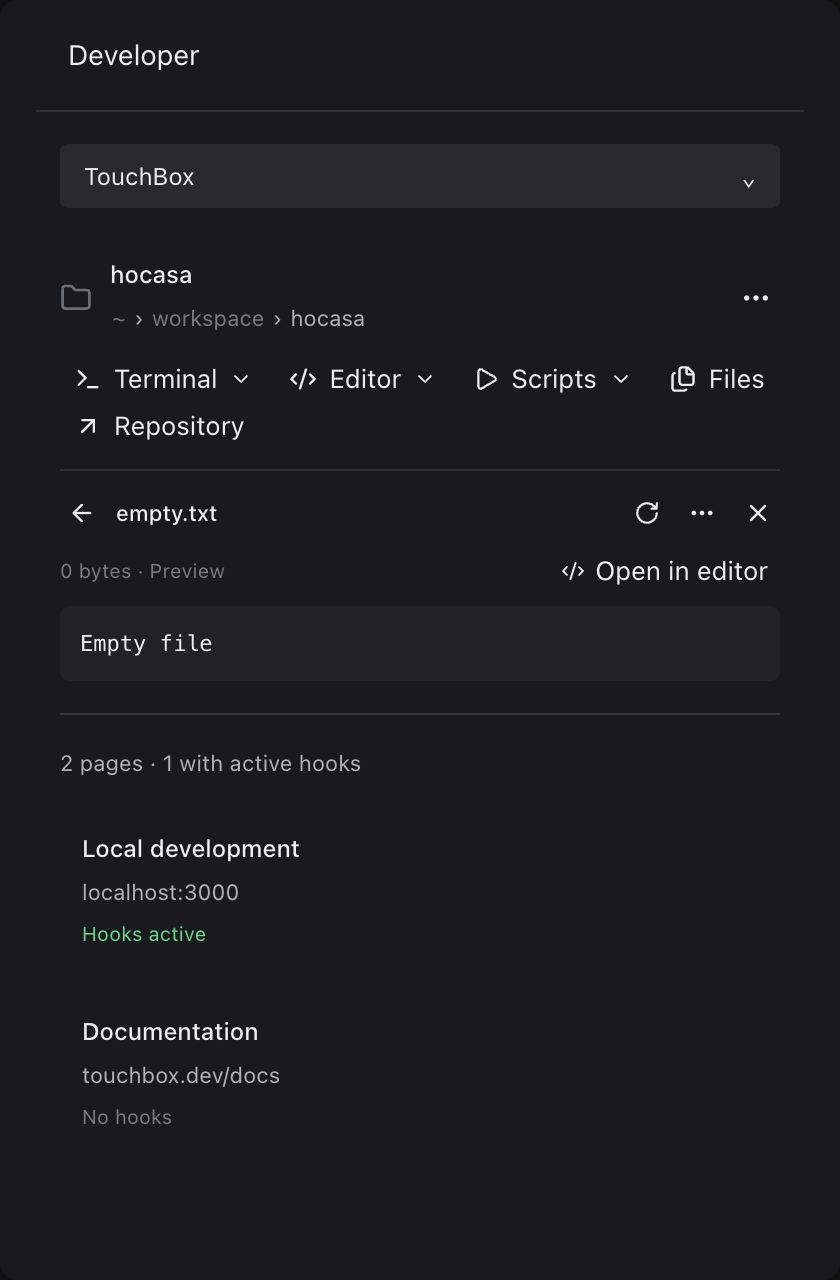 Developer
TouchBox
hocasa
~ › workspace › hocasa
Terminal Editor Scripts Files
Repository
empty.txt
0 bytes · Preview Open in editor
Empty file
2 pages · 1 with active hooks
Local development
localhost:3000
Hooks active
Documentation
touchbox.dev/docs
No hooks